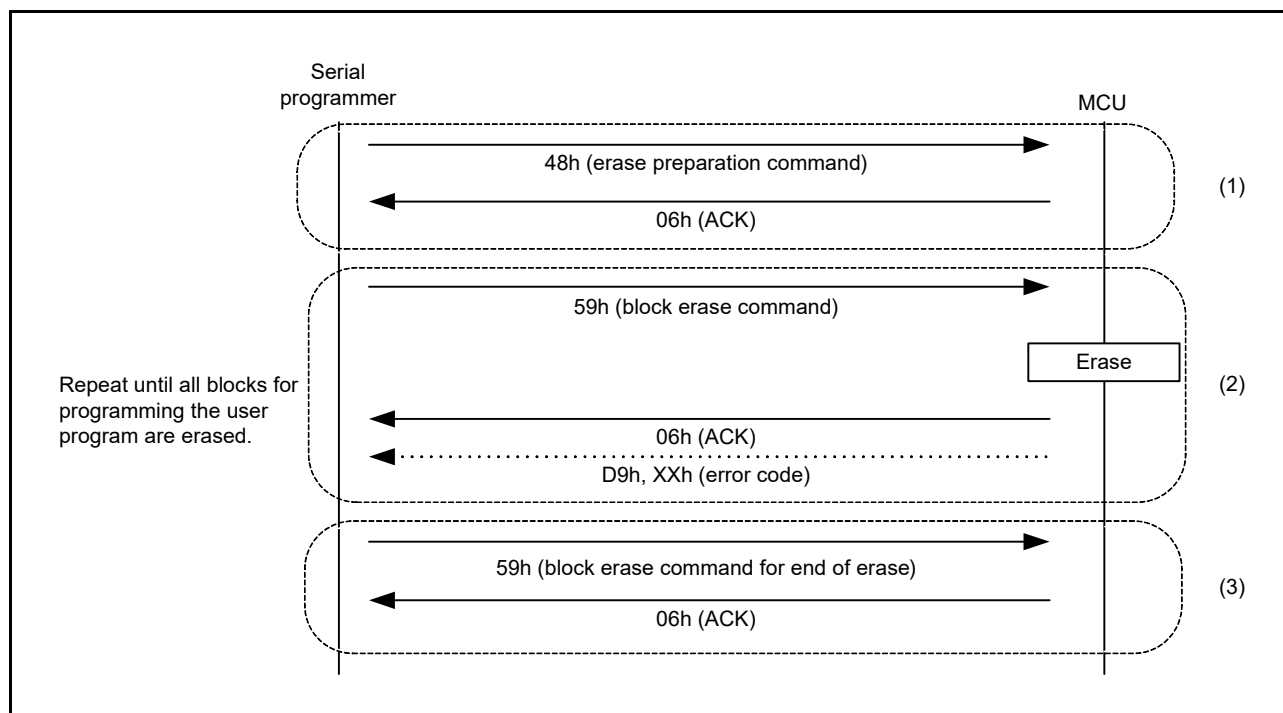 Serial
programmer
MCU
48h (erase preparation command)
(1)
06h (ACK)
59h (block erase command)
Erase
Repeat until all blocks for
programming the user
program are erased.
(2)
06h (ACK)
D9h, XXh (error code)
59h (block erase command for end of erase)
(3)
06h (ACK)